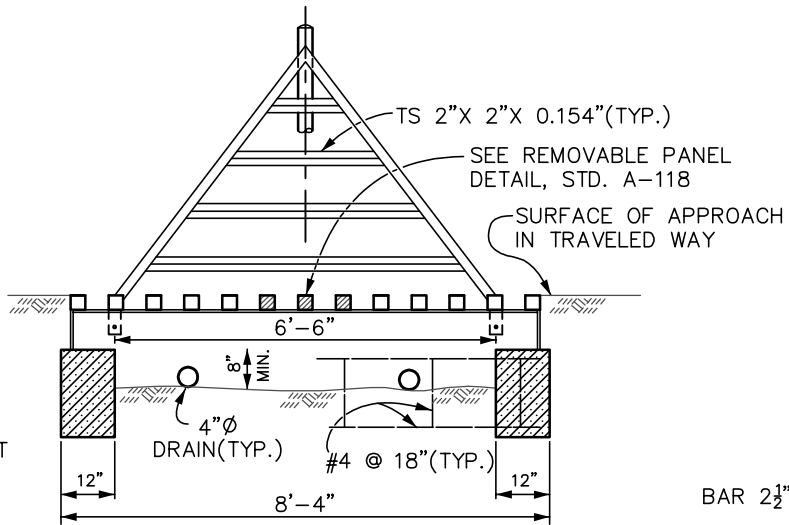 TS 2"X 2"X 0.154"(TYP.)
SEE REMOVABLE PANEL
DETAIL, STD. A-118
SURFACE OF APPROACH
IN TRAVELED WAY
6'-6"
8"
MIN.
4"Ø
DRAIN(TYP.)
#4 @ 18"(TYP.)
T
12"
12"
8'-4"
BAR 2½"